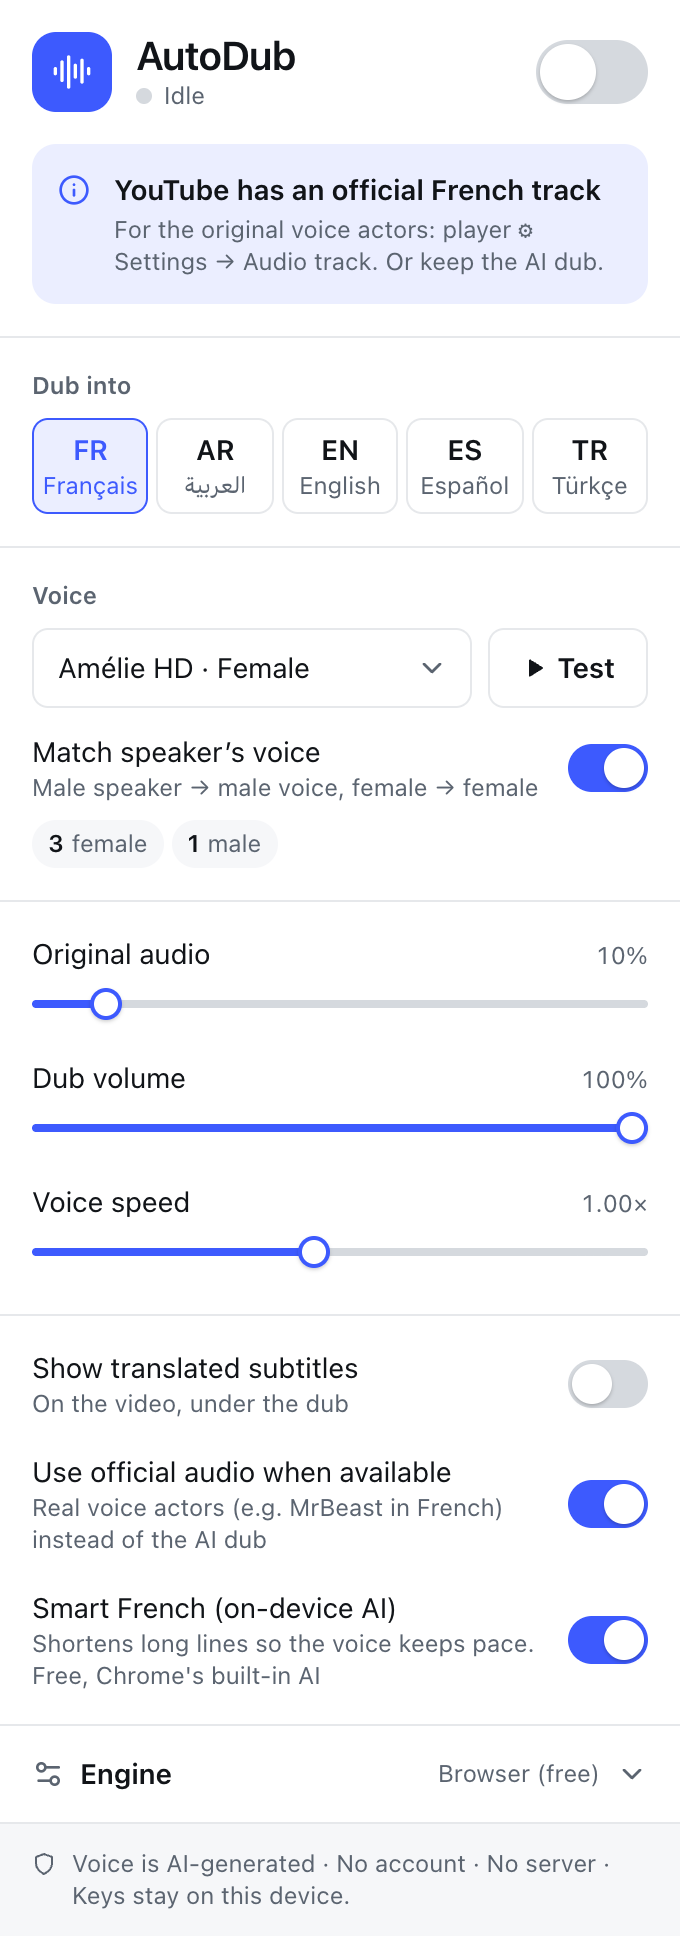 AutoDub
Idle
YouTube has an official French track
For the original voice actors: player ⚙
Settings → Audio track. Or keep the AI dub.
Dub into
FR AR EN ES TR
Français العربية English Español Türkçe
Voice
Amélie HD · Female
Test
Match speaker’s voice
Male speaker → male voice, female → female
3 female 1 male
Original audio 10%
Dub volume 100%
Voice speed 1.00×
Show translated subtitles
On the video, under the dub
Use official audio when available
Real voice actors (e.g. MrBeast in French)
instead of the AI dub
Smart French (on-device AI)
Shortens long lines so the voice keeps pace.
Free, Chrome's built-in AI
Engine Browser (free)
Voice is AI-generated · No account · No server ·
Keys stay on this device.